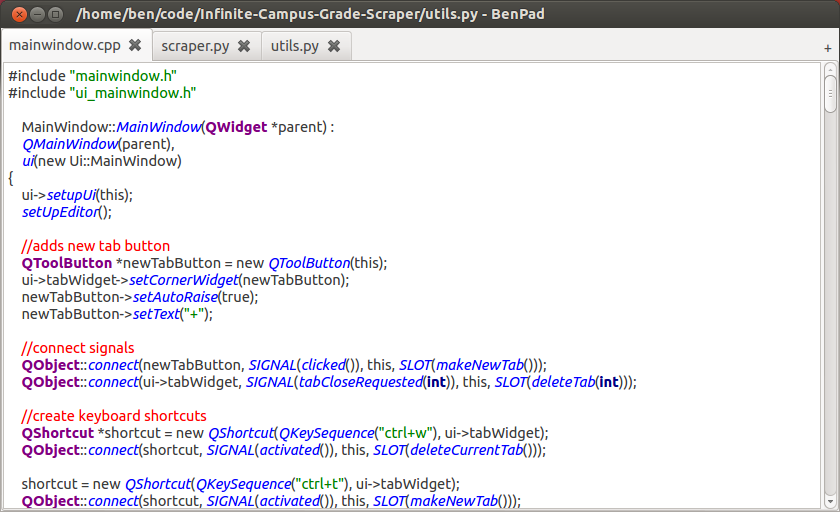 /home/ben/code/Infinite-Campus-Grade-Scraper/utils.py - BenPad
mainwindow.cpp scraper.py utils.py +
#include "mainwindow.h"
#include "ui_mainwindow.h"
MainWindow::MainWindow(QWidget *parent) :
QMainWindow(parent),
ui(new Ui::MainWindow)
{
ui->setupUi(this);
setUpEditor();
//adds new tab button
QToolButton *newTabButton = new QToolButton(this);
ui->tabWidget->setCornerWidget(newTabButton);
newTabButton->setAutoRaise(true);
newTabButton->setText("+");
//connect signals
QObject::connect(newTabButton, SIGNAL(clicked()), this, SLOT(makeNewTab()));
QObject::connect(ui->tabWidget, SIGNAL(tabCloseRequested(int)), this, SLOT(deleteTab(int)));
//create keyboard shortcuts
QShortcut *shortcut = new QShortcut(QKeySequence("ctrl+w"), ui->tabWidget);
QObject::connect(shortcut, SIGNAL(activated()), this, SLOT(deleteCurrentTab()));
shortcut = new QShortcut(QKeySequence("ctrl+t"), ui->tabWidget);
QObject::connect(shortcut, SIGNAL(activated()), this, SLOT(makeNewTab()));